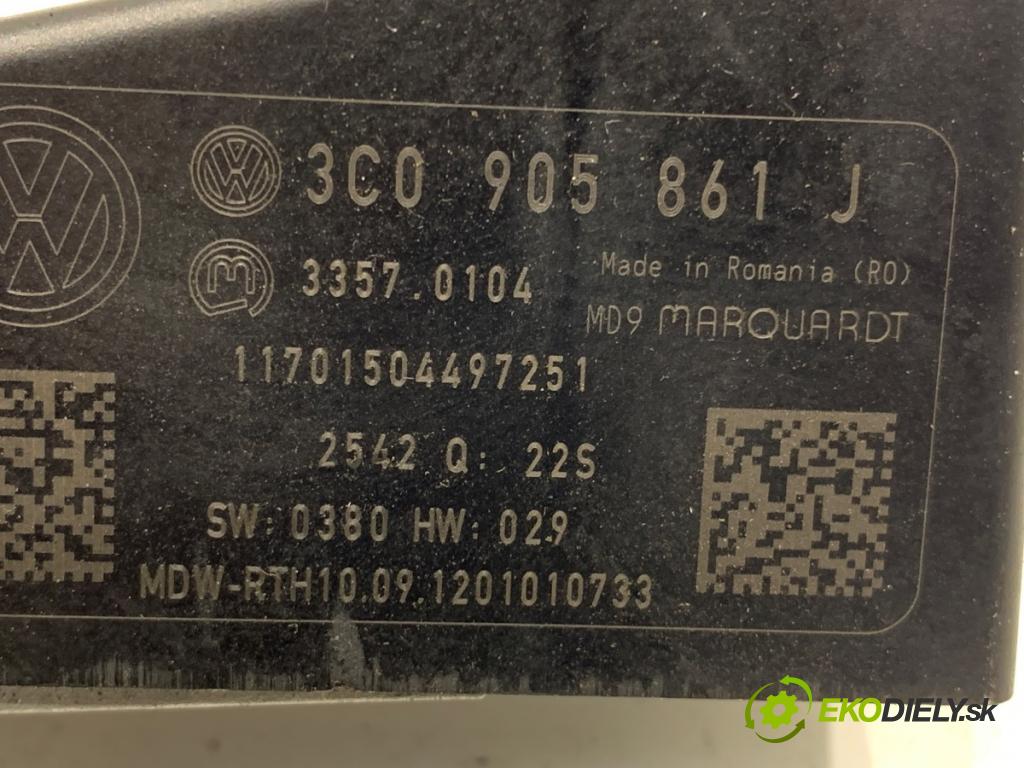 3C0 905 861 J
3357.0104
Made in Romania (RO)
MD9 MARQUARDT
11701504497251
2542 Q: 22S
SW: 0380 HW: 029
MDW-RTH10.09.1201010733
EKODIELY.sk